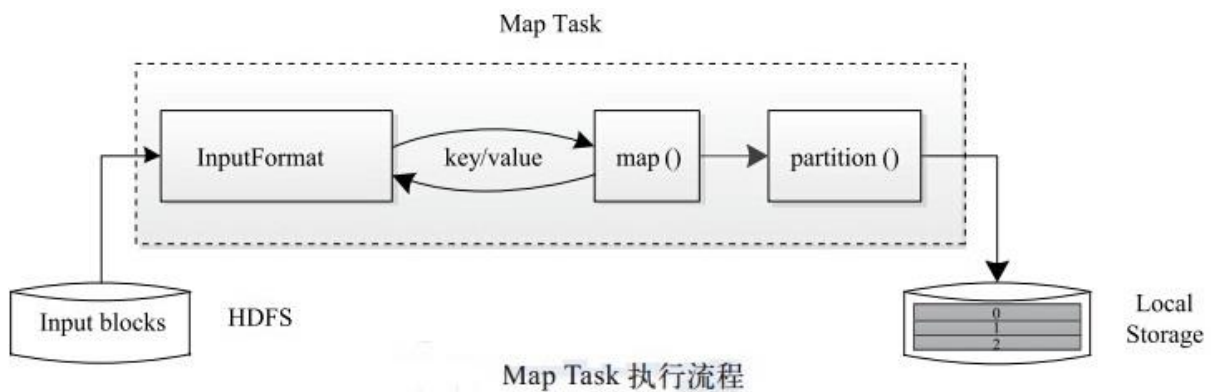 Map Task
InputFormat
key/value
map ()
partition ()
Input blocks
HDFS
0
1
2
Local
Storage
Map Task 执行流程